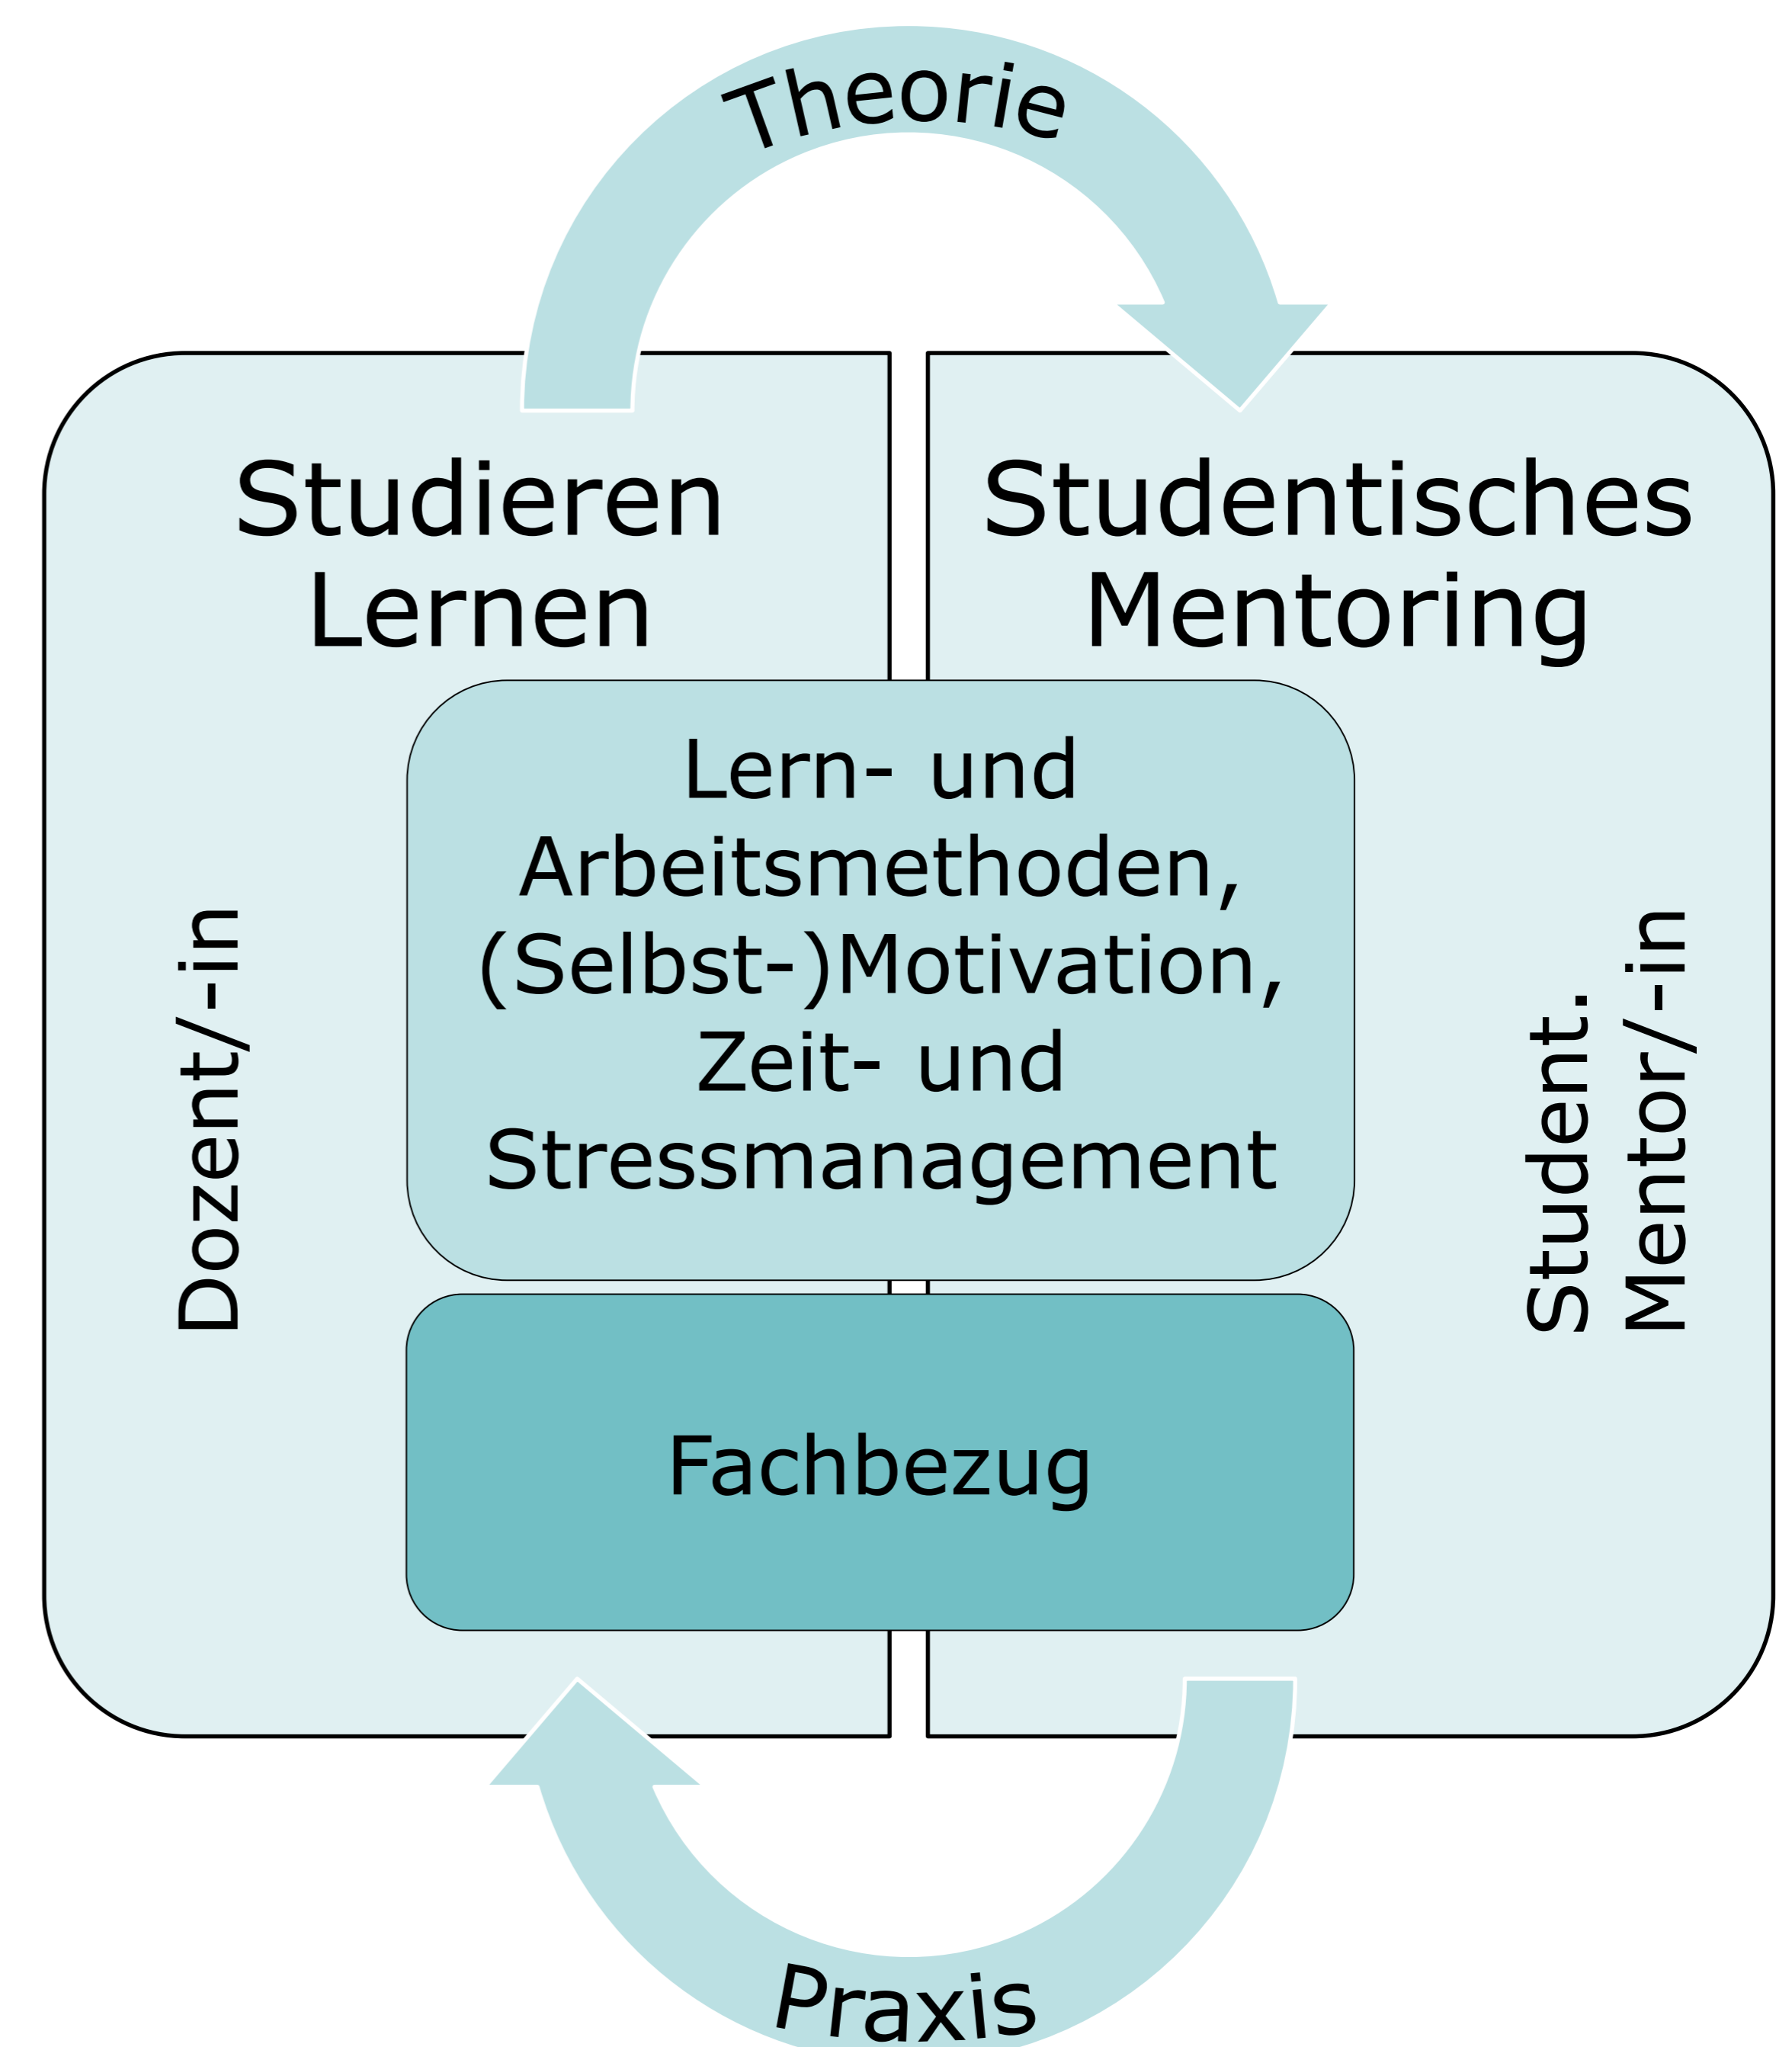 Theorie
Studieren
Lernen
Studentisches
Mentoring
Dozent/-in
Lern- und
Arbeitsmethoden,
(Selbst-)Motivation,
Zeit- und
Stressmanagement
Student.
Mentor/-in
Fachbezug
Praxis